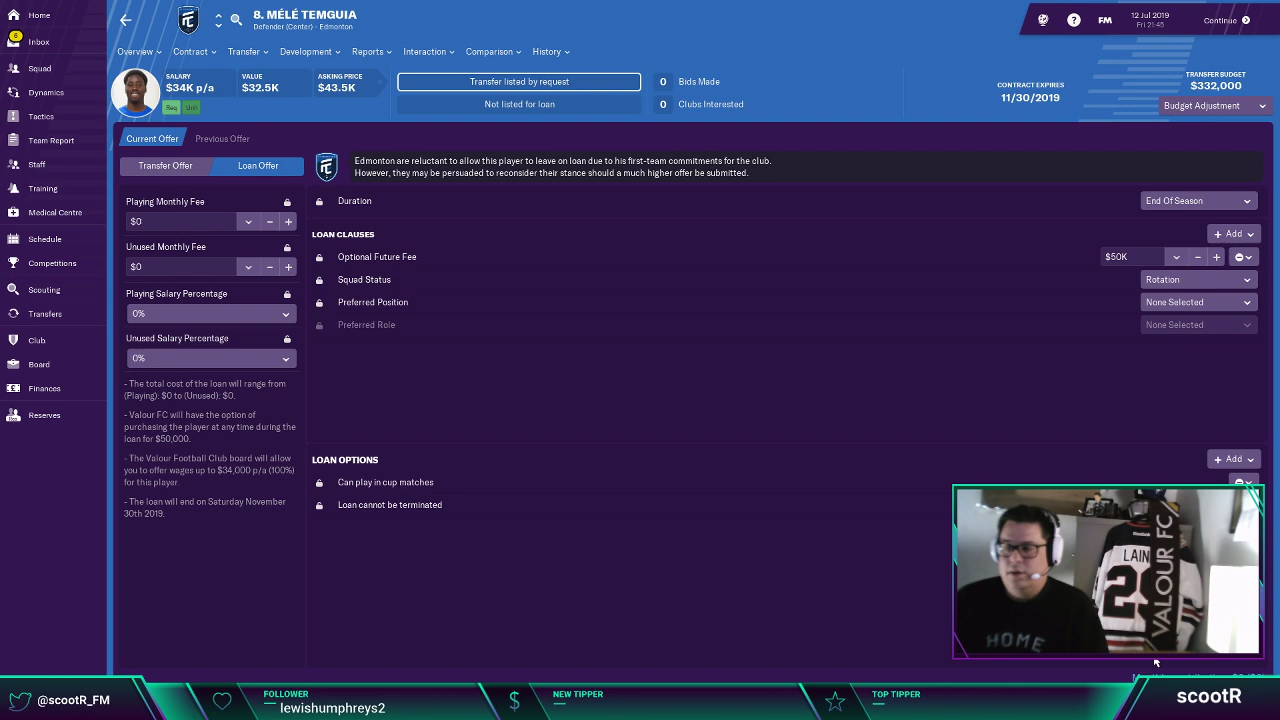 Home
6
Inbox
Squad
Dynamics
Tactics
Team Report
Staff
Training
Medical Centre
Schedule
Competitions
Scouting
Transfers
Club
Board
Finances
Reserves
FC
8. MÉLÉ TEMGUIA
Defender (Center) - Edmonton
? FM 12 Jul 2019
Fri 21:45
Continue
Overview Contract Transfer Development Reports Interaction Comparison History
SALARY
$34K p/a
VALUE
$32.5K
ASKING PRICE
$43.5K
Req Unh
Transfer listed by request
Not listed for loan
0 Bids Made
0 Clubs Interested
CONTRACT EXPIRES
11/30/2019
TRANSFER BUDGET
$332,000
Budget Adjustment
Current Offer Previous Offer
Transfer Offer Loan Offer
Edmonton are reluctant to allow this player to leave on loan due to his first-team commitments for the club.
However, they may be persuaded to reconsider their stance should a much higher offer be submitted.
Playing Monthly Fee
$0
Unused Monthly Fee
$0
Playing Salary Percentage
0%
Unused Salary Percentage
0%
- The total cost of the loan will range from
(Playing): $0 to (Unused): $0.
- Valour FC will have the option of
purchasing the player at any time during the
loan for $50,000.
- The Valour Football Club board will allow
you to offer wages up to $34,000 p/a (100%)
for this player.
- The loan will end on Saturday November
30th 2019.
Duration End Of Season
LOAN CLAUSES + Add
Optional Future Fee $50K
Squad Status Rotation
Preferred Position None Selected
Preferred Role None Selected
LOAN OPTIONS + Add
Can play in cup matches
Loan cannot be terminated
HOME
Reebok
LAIN
2
VALOUR FC
@scootR_FM
FOLLOWER
lewishumphreys2
$ NEW TIPPER
TOP TIPPER
scootR